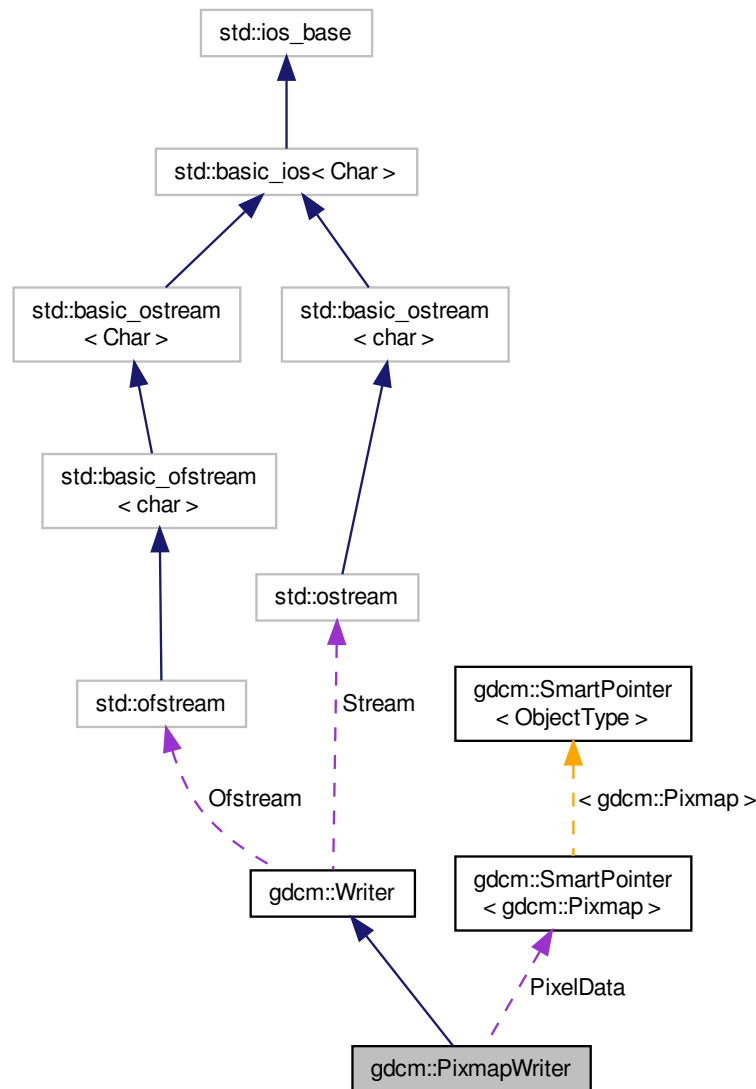 std::ios_base
std::basic_ios< Char >
std::basic_ostream
< Char >
std::basic_ostream
< char >
std::basic_ofstream
< char >
std::ostream
std::ofstream
Stream
gdcm::SmartPointer
< ObjectType >
Ofstream
< gdcm::Pixmap >
gdcm::Writer
gdcm::SmartPointer
< gdcm::Pixmap >
PixelData
gdcm::PixmapWriter